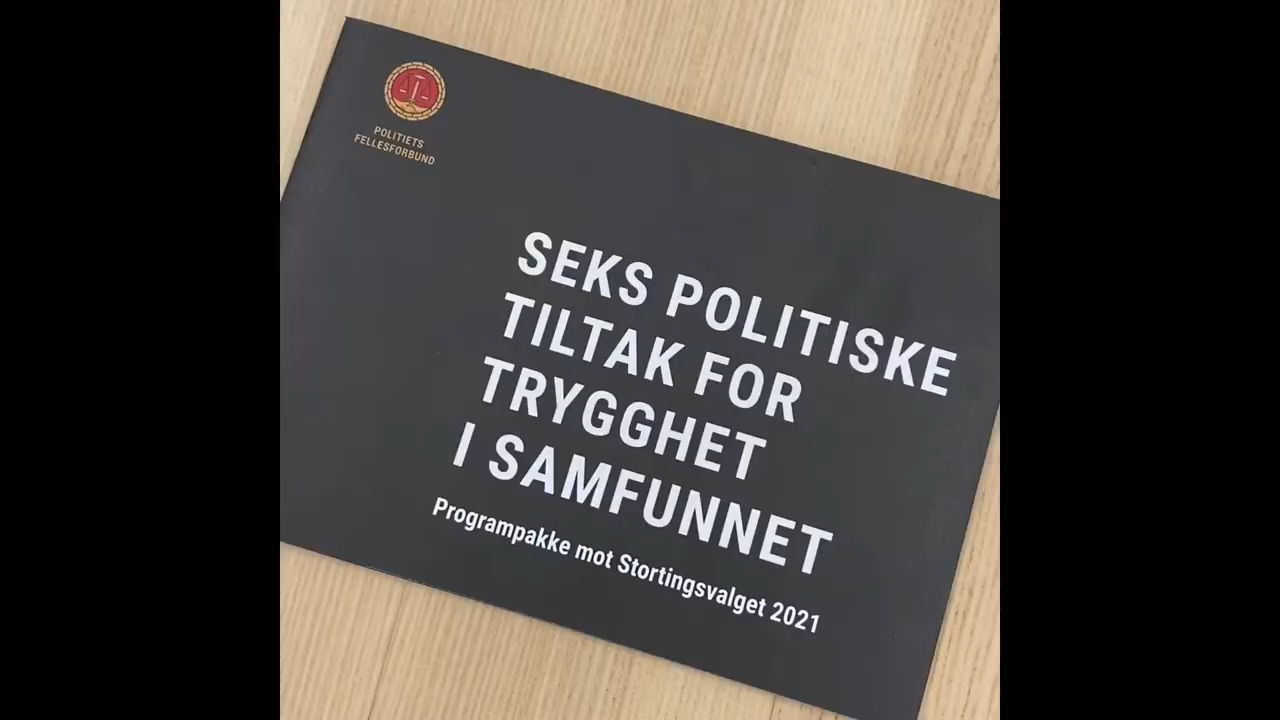 POLITIETS
FELLESFORBUND
SEKS POLITISKE
TILTAK FOR
TRYGGHET
I SAMFUNNET
Programpakke mot Stortingsvalget 2021